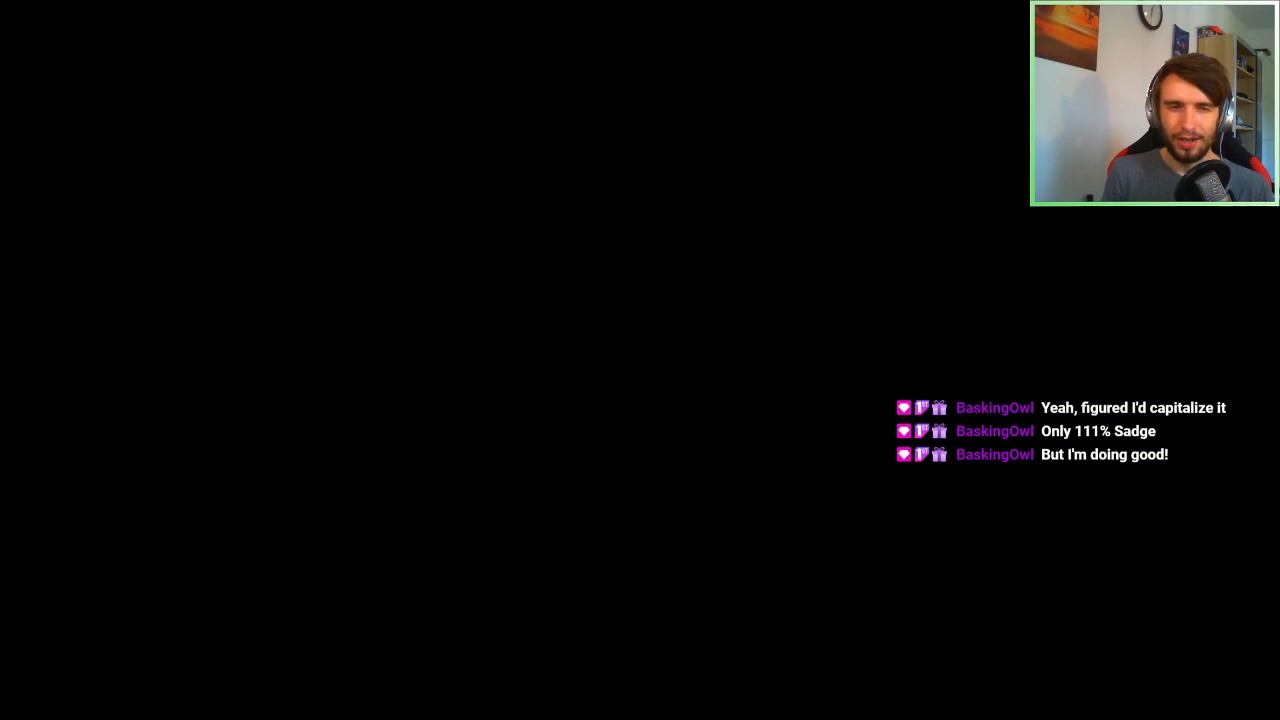 BaskingOwl Yeah, figured I'd capitalize it
BaskingOwl Only 111% Sadge
BaskingOwl But I'm doing good!